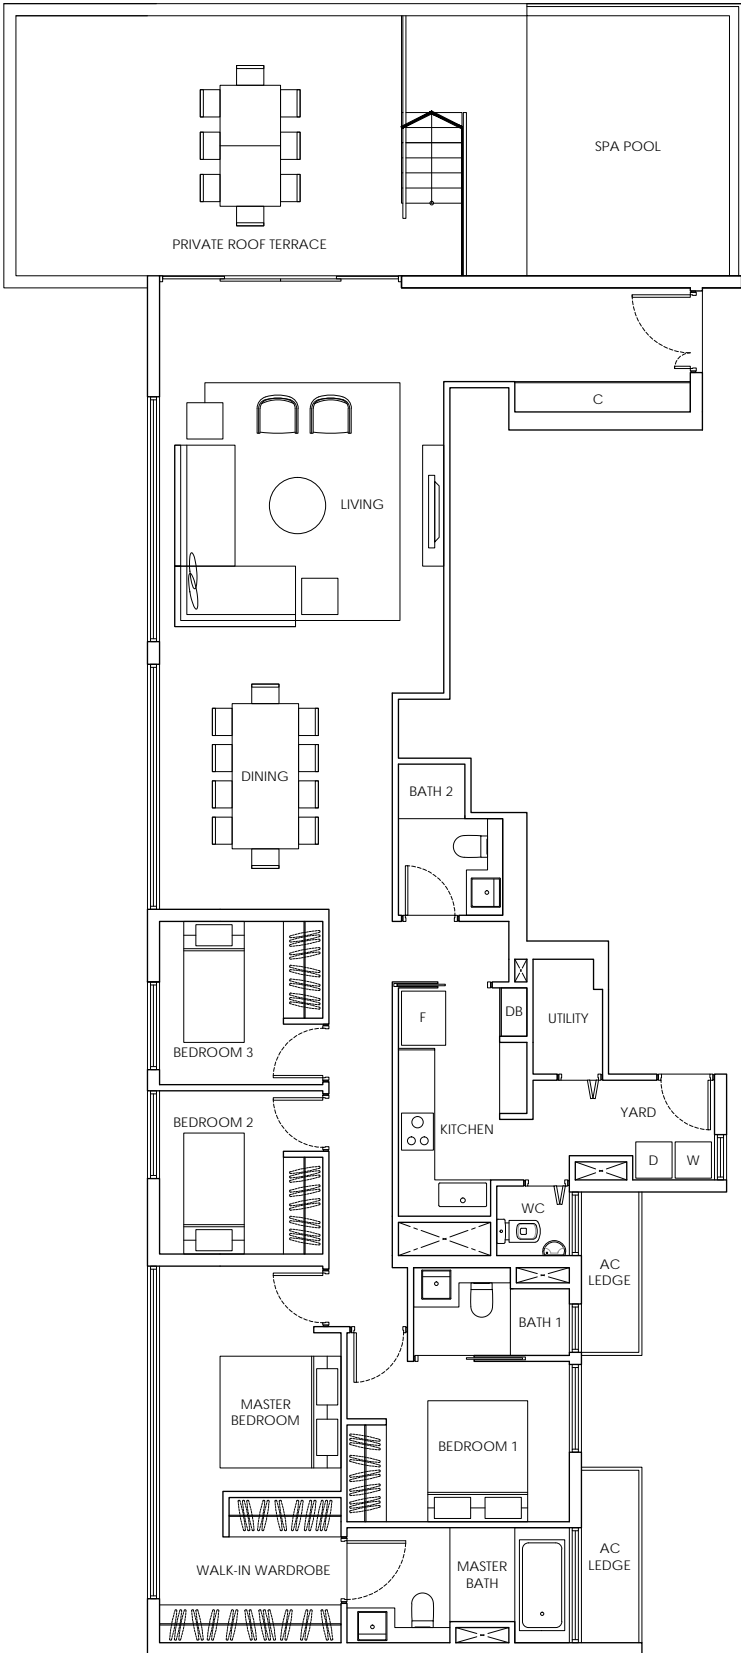 SPA POOL
PRIVATE ROOF TERRACE
C
LIVING
DINING
BATH 2
F
DB
UTILITY
BEDROOM 3
BEDROOM 2
KITCHEN
YARD
D
W
WC
AC
LEDGE
BATH 1
MASTER
BEDROOM
BEDROOM 1
WALK-IN WARDROBE
MASTER
BATH
AC
LEDGE